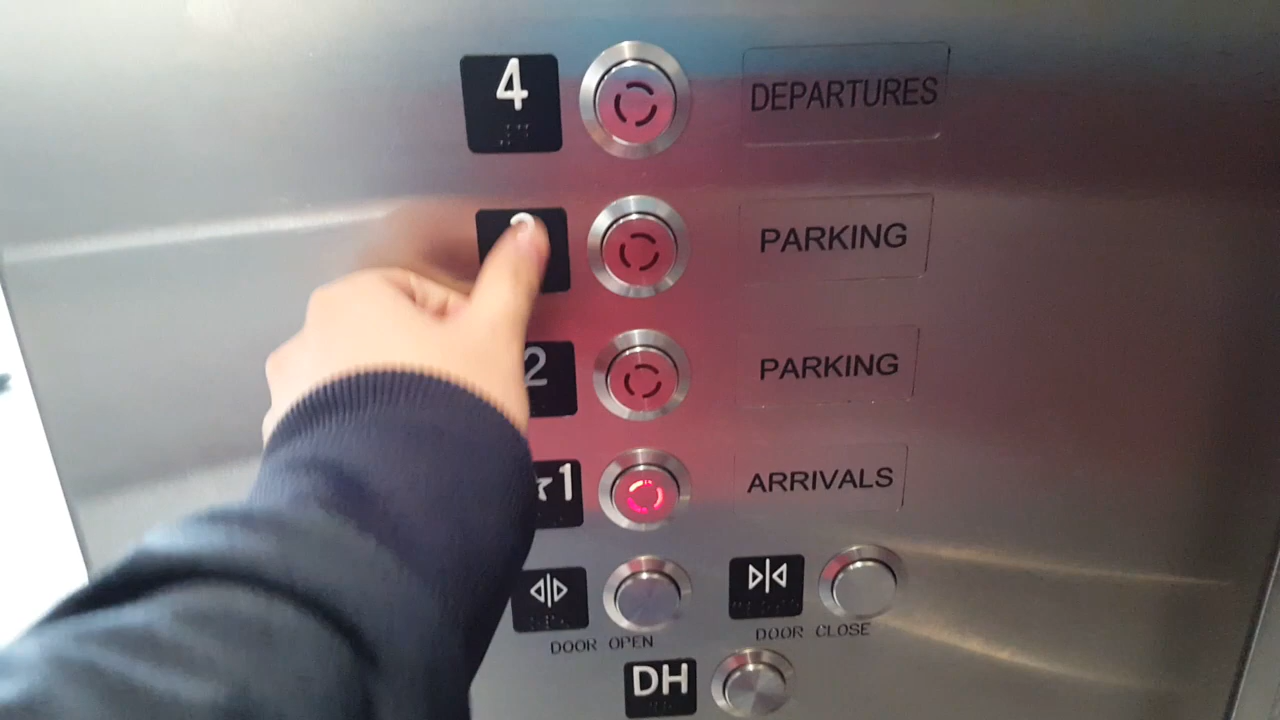 4 DEPARTURES
PARKING
2 PARKING
★1 ARRIVALS
DOOR OPEN
DOOR CLOSE
DH